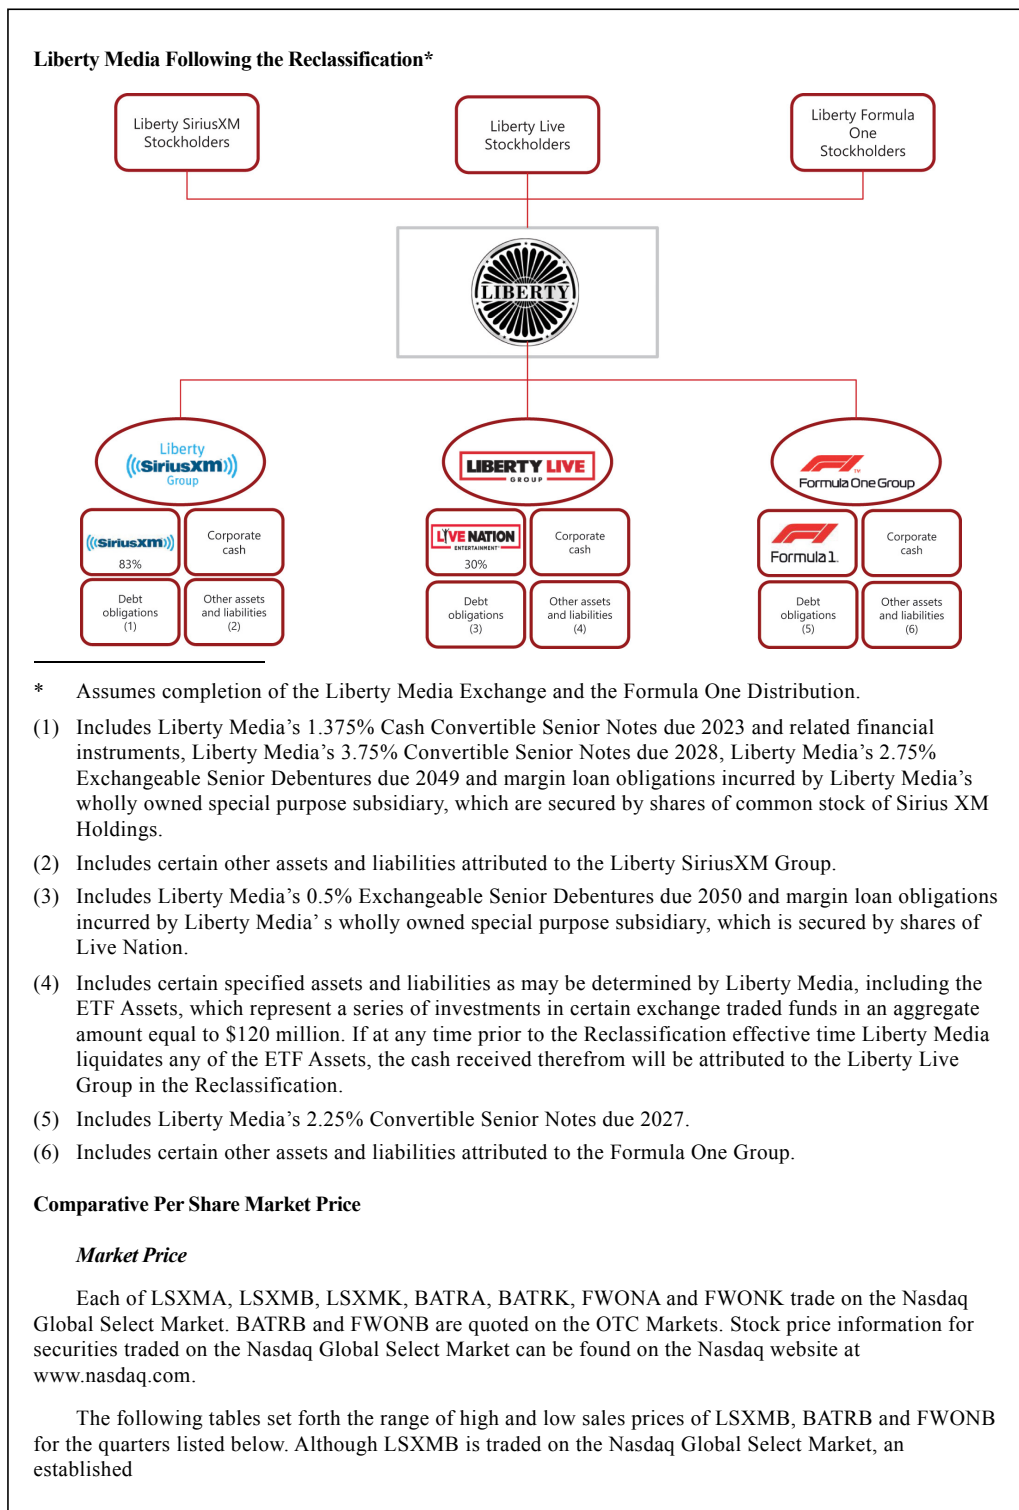 Liberty Media Following the Reclassification*
Liberty SiriusXM
Stockholders
Liberty Live
Stockholders
Liberty Formula
One
Stockholders
LIBERTY
Liberty
(((SiriusXM)))
Group
LIBERTY LIVE
GROUP
TM
Formula One Group
(((SiriusXM)))
83%
Corporate
cash
Debt
obligations
(1)
Other assets
and liabilities
(2)
LIVE NATION
ENTERTAINMENT
30%
Corporate
cash
Debt
obligations
(3)
Other assets
and liabilities
(4)
Formula 1
Corporate
cash
Debt
obligations
(5)
Other assets
and liabilities
(6)
* Assumes completion of the Liberty Media Exchange and the Formula One Distribution.
(1) Includes Liberty Media’s 1.375% Cash Convertible Senior Notes due 2023 and related financial
instruments, Liberty Media’s 3.75% Convertible Senior Notes due 2028, Liberty Media’s 2.75%
Exchangeable Senior Debentures due 2049 and margin loan obligations incurred by Liberty Media’s
wholly owned special purpose subsidiary, which are secured by shares of common stock of Sirius XM
Holdings.
(2) Includes certain other assets and liabilities attributed to the Liberty SiriusXM Group.
(3) Includes Liberty Media’s 0.5% Exchangeable Senior Debentures due 2050 and margin loan obligations
incurred by Liberty Media’ s wholly owned special purpose subsidiary, which is secured by shares of
Live Nation.
(4) Includes certain specified assets and liabilities as may be determined by Liberty Media, including the
ETF Assets, which represent a series of investments in certain exchange traded funds in an aggregate
amount equal to $120 million. If at any time prior to the Reclassification effective time Liberty Media
liquidates any of the ETF Assets, the cash received therefrom will be attributed to the Liberty Live
Group in the Reclassification.
(5) Includes Liberty Media’s 2.25% Convertible Senior Notes due 2027.
(6) Includes certain other assets and liabilities attributed to the Formula One Group.
Comparative Per Share Market Price
Market Price
Each of LSXMA, LSXMB, LSXMK, BATRA, BATRK, FWONA and FWONK trade on the Nasdaq
Global Select Market. BATRB and FWONB are quoted on the OTC Markets. Stock price information for
securities traded on the Nasdaq Global Select Market can be found on the Nasdaq website at
www.nasdaq.com.
The following tables set forth the range of high and low sales prices of LSXMB, BATRB and FWONB
for the quarters listed below. Although LSXMB is traded on the Nasdaq Global Select Market, an
established